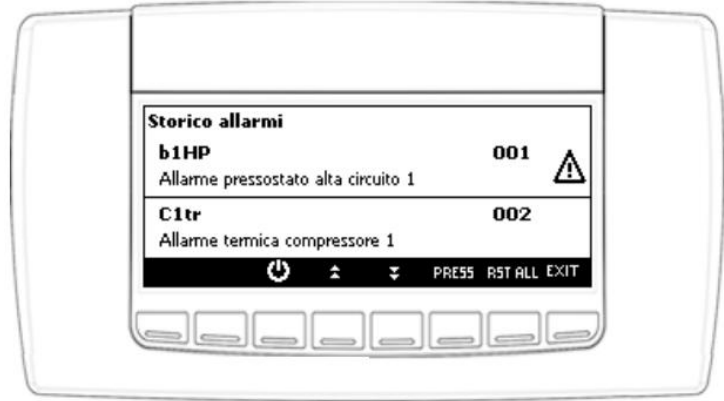 Storico allarmi
b1HP 001
Allarme pressostato alta circuito 1
C1tr 002
Allarme termica compressore 1
PRESS RST ALL EXIT